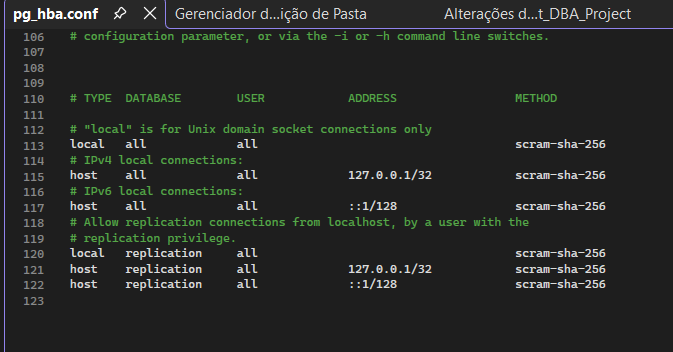 pg_hba.conf
Gerenciador d...ição de Pasta
Alterações d...t_DBA_Project
106 # configuration parameter, or via the -i or -h command line switches.
107
108
109
110 # TYPE DATABASE USER ADDRESS METHOD
111
112 # "local" is for Unix domain socket connections only
113 local all all scram-sha-256
114 # IPv4 local connections:
115 host all all 127.0.0.1/32 scram-sha-256
116 # IPv6 local connections:
117 host all all ::1/128 scram-sha-256
118 # Allow replication connections from localhost, by a user with the
119 # replication privilege.
120 local replication all scram-sha-256
121 host replication all 127.0.0.1/32 scram-sha-256
122 host replication all ::1/128 scram-sha-256
123